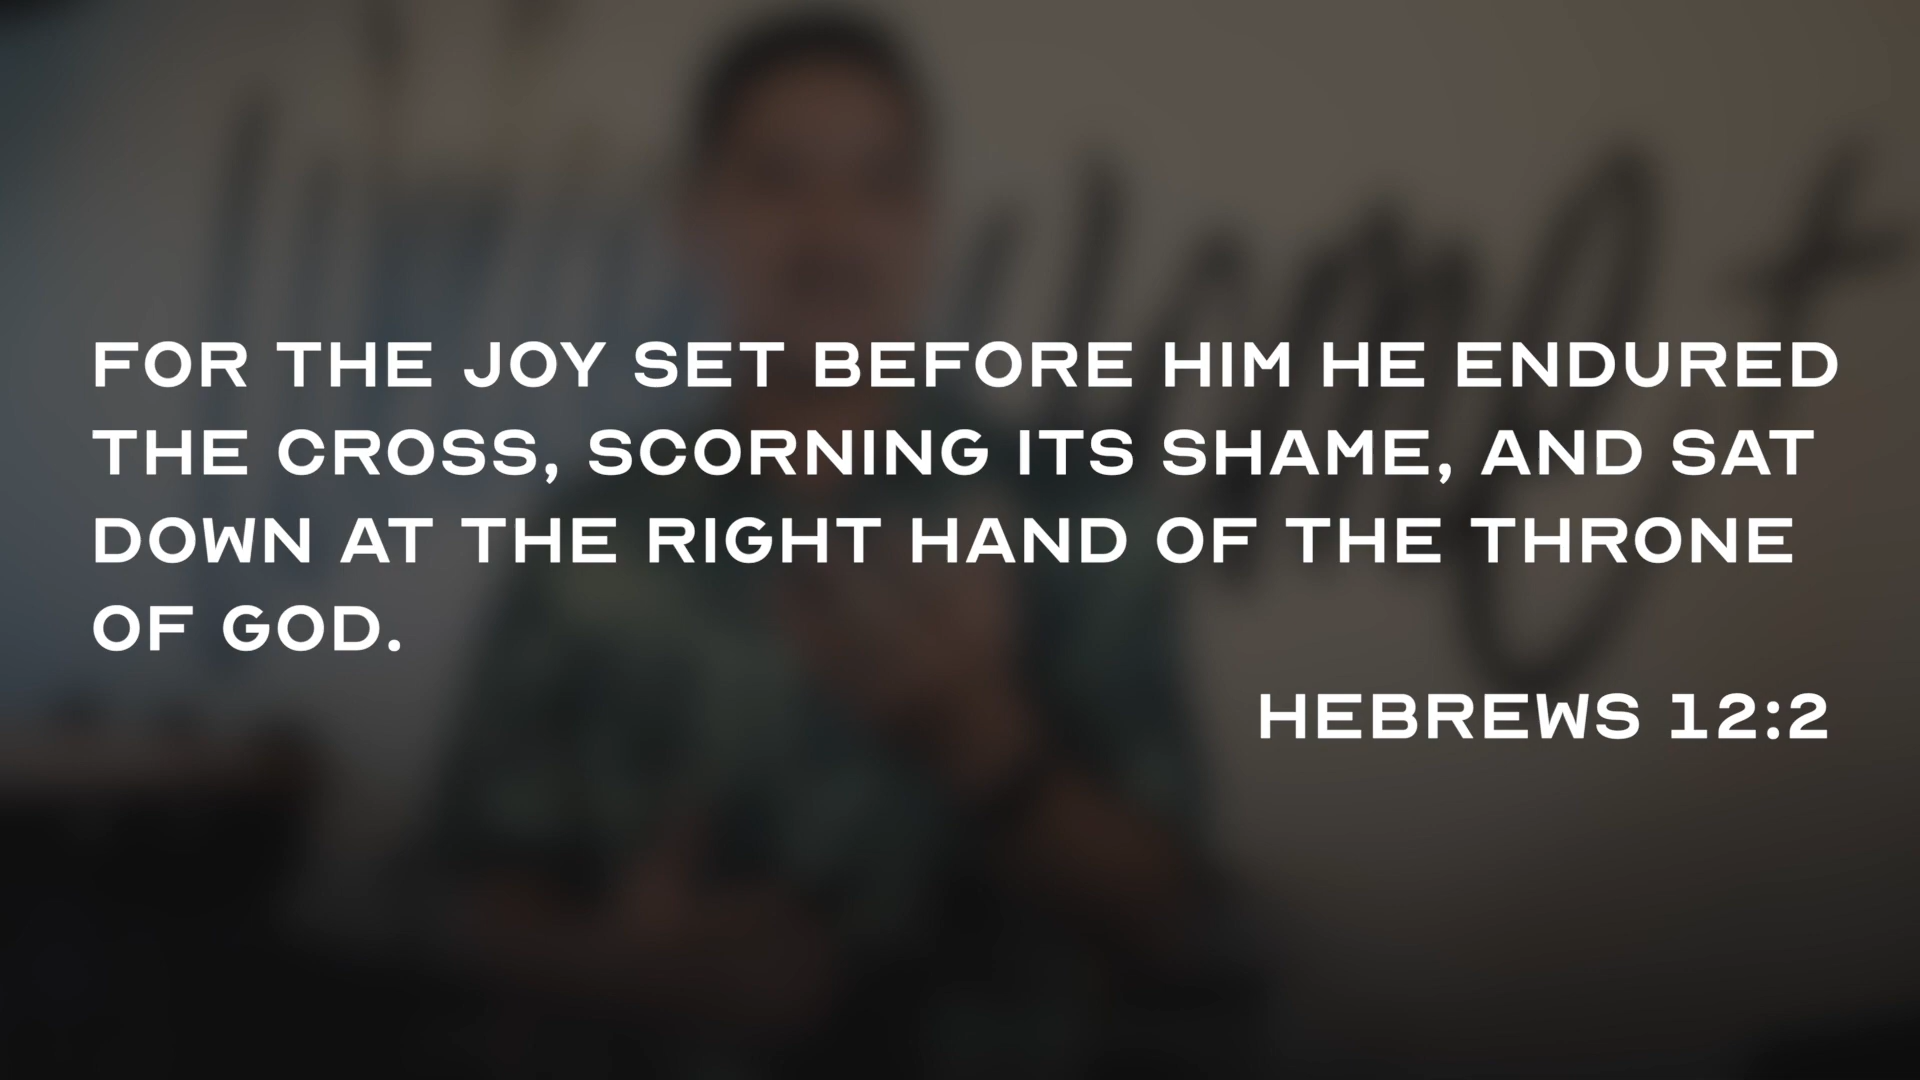 FOR THE JOY SET BEFORE HIM HE ENDURED
THE CROSS, SCORNING ITS SHAME, AND SAT
DOWN AT THE RIGHT HAND OF THE THRONE
OF GOD.
HEBREWS 12:2